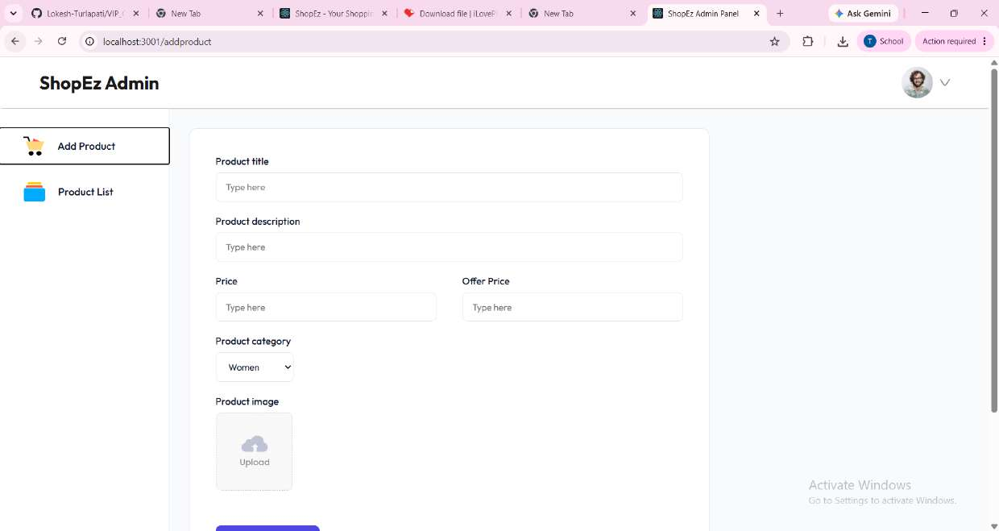 Lokesh-Turlapati/VIP_
New Tab
ShopEz - Your Shoppin
Download file | iLoveP
New Tab
ShopEz Admin Panel
Ask Gemini
localhost:3001/addproduct
T
School
Action required
ShopEz Admin
Add Product
Product List
Product title
Type here
Product description
Type here
Price
Offer Price
Type here
Type here
Product category
Women
Product image
Upload
Activate Windows
Go to Settings to activate Windows.